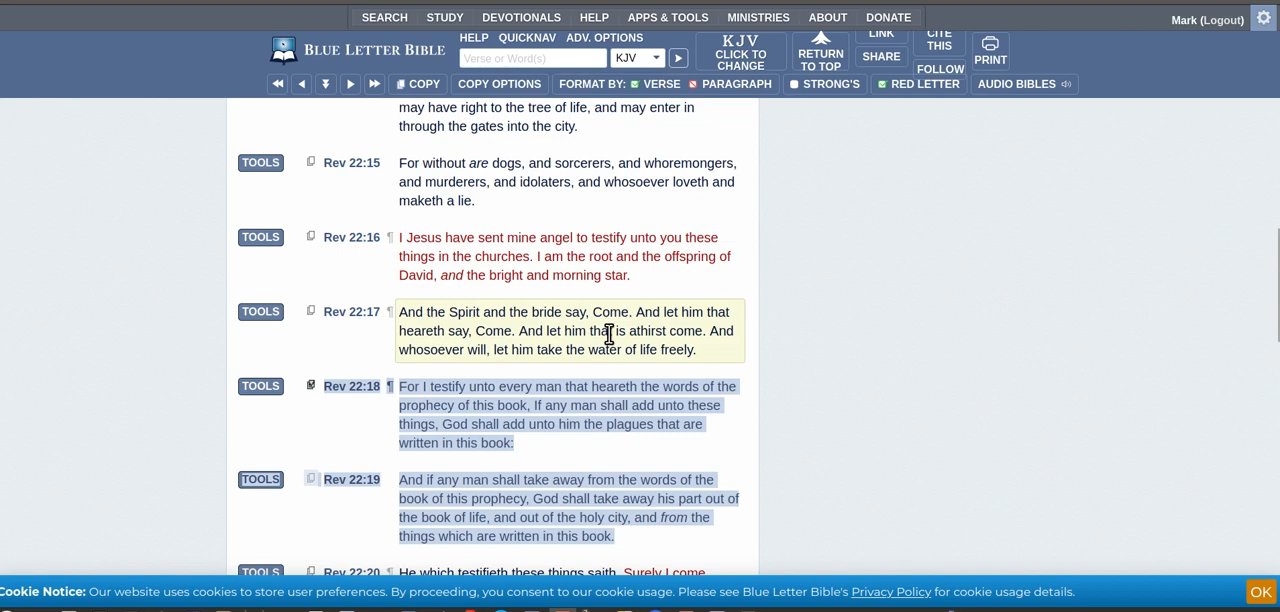 SEARCH STUDY DEVOTIONALS HELP APPS & TOOLS MINISTRIES ABOUT DONATE
Mark (Logout)
BLUE LETTER BIBLE
HELP QUICKNAV ADV. OPTIONS
Verse or Word(s)
KJV
KJV
CLICK TO
CHANGE
RETURN
TO TOP
LINK
SHARE
CITE
THIS
FOLLOW
PRINT
COPY COPY OPTIONS FORMAT BY: VERSE PARAGRAPH STRONG'S RED LETTER AUDIO BIBLES
may have right to the tree of life, and may enter in
through the gates into the city.
TOOLS Rev 22:15 For without are dogs, and sorcerers, and whoremongers,
and murderers, and idolaters, and whosoever loveth and
maketh a lie.
TOOLS Rev 22:16 ¶ I Jesus have sent mine angel to testify unto you these
things in the churches. I am the root and the offspring of
David, and the bright and morning star.
TOOLS Rev 22:17 ¶ And the Spirit and the bride say, Come. And let him that
heareth say, Come. And let him that is athirst come. And
whosoever will, let him take the water of life freely.
TOOLS Rev 22:18 ¶ For I testify unto every man that heareth the words of the
prophecy of this book, If any man shall add unto these
things, God shall add unto him the plagues that are
written in this book:
TOOLS Rev 22:19 And if any man shall take away from the words of the
book of this prophecy, God shall take away his part out of
the book of life, and out of the holy city, and from the
things which are written in this book.
TOOLS Rev 22:20 ¶ He which testifieth these things saith, Surely I come
Cookie Notice: Our website uses cookies to store user preferences. By proceeding, you consent to our cookie usage. Please see Blue Letter Bible's Privacy Policy for cookie usage details.
OK